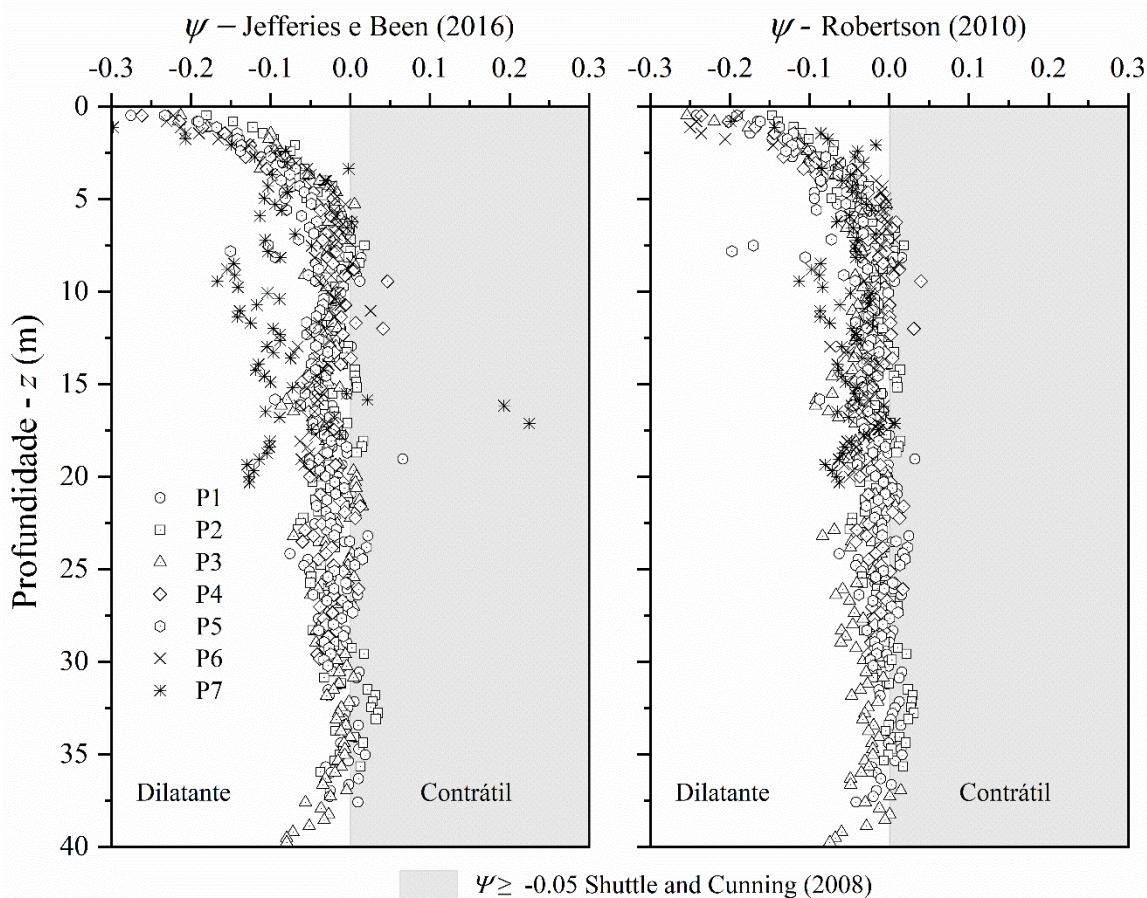 ψ – Jefferies e Been (2016)
ψ - Robertson (2010)
-0.3 -0.2 -0.1 0.0 0.1 0.2 0.3
-0.3 -0.2 -0.1 0.0 0.1 0.2 0.3
Profundidade - z (m)
0
5
10
15
20
25
30
35
40
P1
P2
P3
P4
P5
P6
P7
Dilatante
Contrátil
Dilatante
Contrátil
Ψ ≥ -0.05 Shuttle and Cunning (2008)